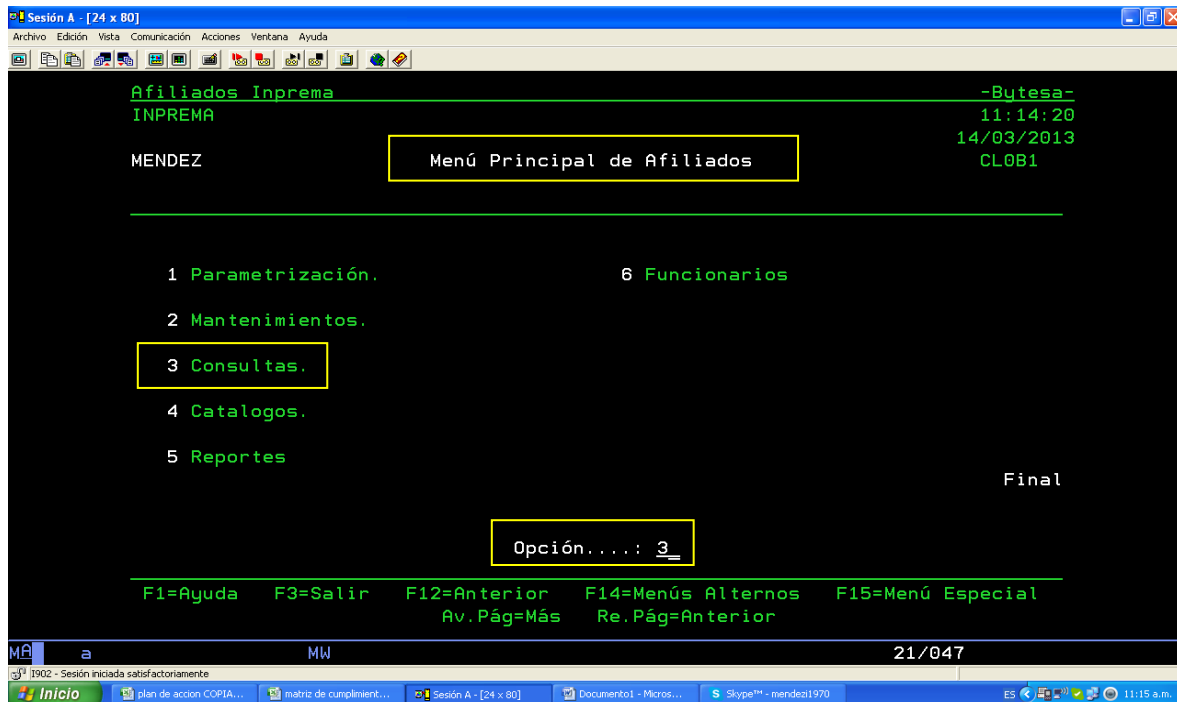 Sesión A - [24 x 80]
Archivo Edición Vista Comunicación Acciones Ventana Ayuda
Afiliados Inprema -Bytesa-
INPREMA 11:14:20
14/03/2013
MENDEZ Menú Principal de Afiliados CL0B1
1 Parametrización. 6 Funcionarios
2 Mantenimientos.
3 Consultas.
4 Catalogos.
5 Reportes
Final
Opción....: 3_
F1=Ayuda F3=Salir F12=Anterior F14=Menús Alternos F15=Menú Especial
Av.Pág=Más Re.Pág=Anterior
MA a MW 21/047
I902 - Sesión iniciada satisfactoriamente
Inicio plan de accion COPIA... matriz de cumplimient... Sesión A - [24 x 80] Documento1 - Micros... Skype™ - mendezi1970 ES 11:15 a.m.